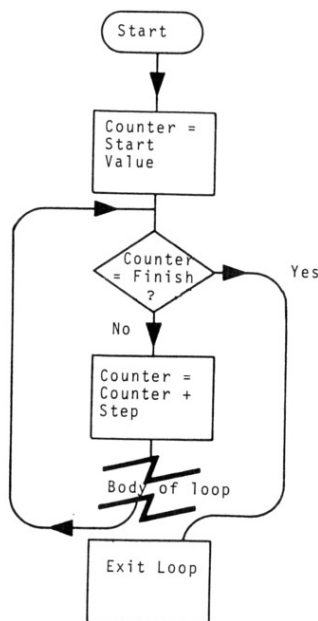 Start
Counter =
Start
Value
Counter
= Finish
?
Yes
No
Counter =
Counter +
Step
Body of loop
Exit Loop